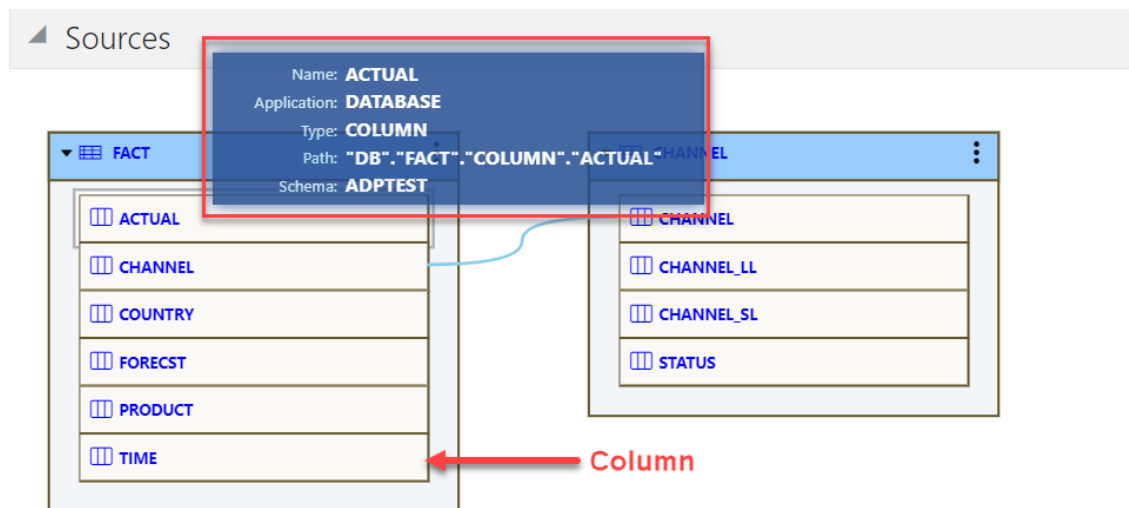 Sources
Name: ACTUAL
Application: DATABASE
Type: COLUMN
Path: "DB"."FACT"."COLUMN"."ACTUAL"
Schema: ADPTEST
FACT
ACTUAL
CHANNEL
COUNTRY
FORECST
PRODUCT
TIME
CHANNEL
CHANNEL
CHANNEL_LL
CHANNEL_SL
STATUS
Column